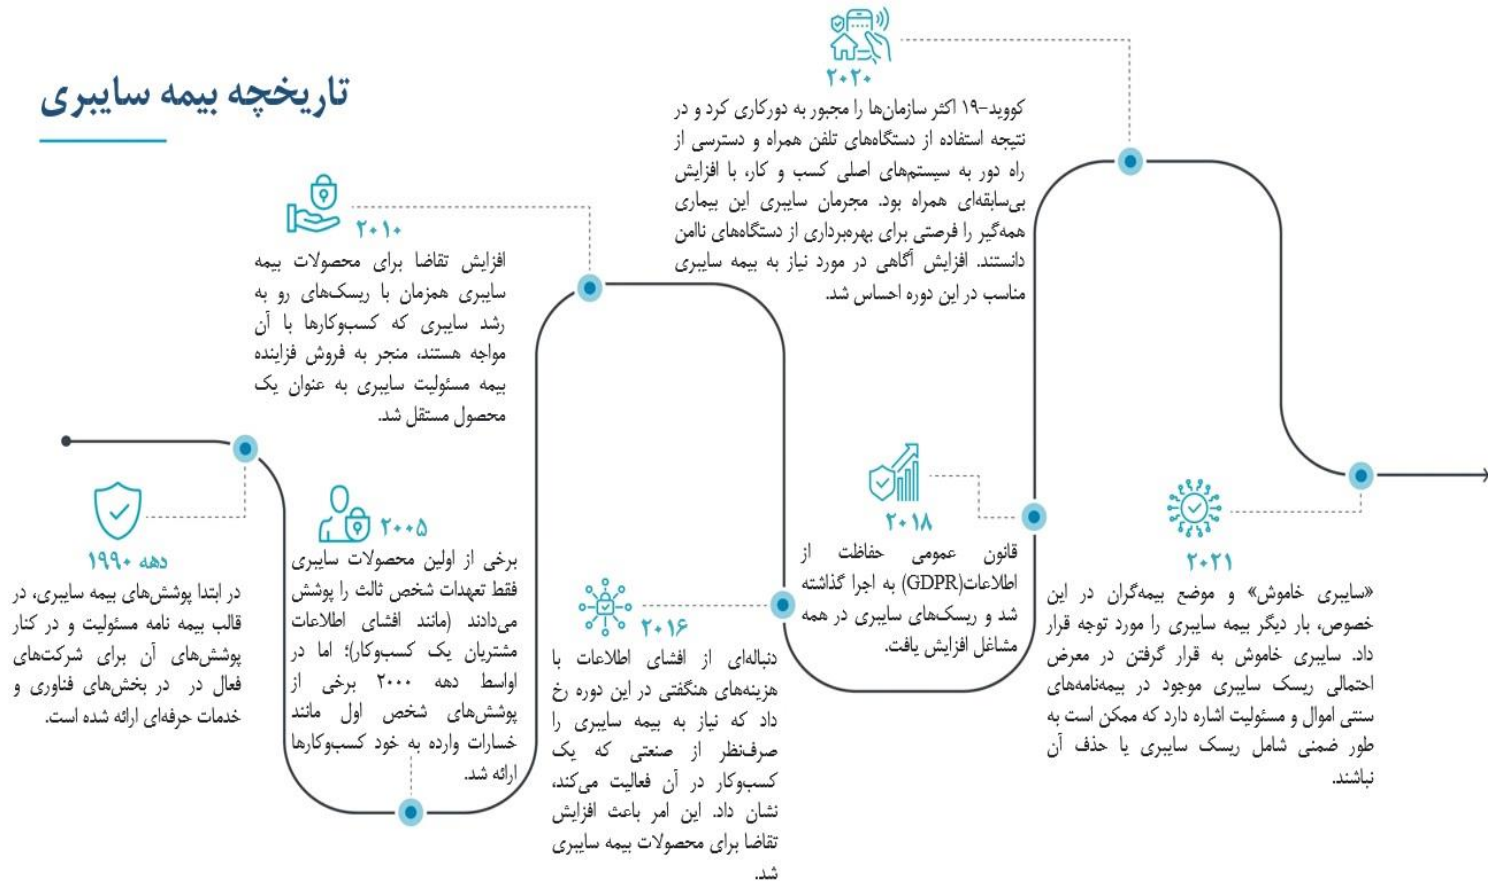 تاریخچه بیمه سایبری
دهه ۱۹۹۰
در ابتدا پوشش‌های بیمه سایبری، در
قالب بیمه نامه مسئولیت و در کنار
پوشش‌های آن برای شرکت‌های
فعال در در بخش‌های فناوری و
خدمات حرفه‌ای ارائه شده است.
۲۰۰۵
برخی از اولین محصولات سایبری
فقط تعهدات شخص ثالث را پوشش
می‌دادند (مانند افشای اطلاعات
مشتریان یک کسب‌وکار)؛ اما در
اواسط دهه ۲۰۰۰ برخی از
پوشش‌های شخص اول مانند
خسارات وارده به خود کسب‌وکارها
ارائه شد.
۲۰۱۰
افزایش تقاضا برای محصولات بیمه
سایبری همزمان با ریسک‌های رو به
رشد سایبری که کسب‌وکارها با آن
مواجه هستند، منجر به فروش فزاینده
بیمه مسئولیت سایبری به عنوان یک
محصول مستقل شد.
۲۰۱۶
دنباله‌ای از افشای اطلاعات با
هزینه‌های هنگفتی در این دوره رخ
داد که نیاز به بیمه سایبری را
صرف‌نظر از صنعتی که یک
کسب‌وکار در آن فعالیت می‌کند،
نشان داد. این امر باعث افزایش
تقاضا برای محصولات بیمه سایبری
شد.
۲۰۱۸
قانون عمومی حفاظت از
اطلاعات(GDPR) به اجرا گذاشته
شد و ریسک‌های سایبری در همه
مشاغل افزایش یافت.
۲۰۲۰
کووید-۱۹ اکثر سازمان‌ها را مجبور به دورکاری کرد و در
نتیجه استفاده از دستگاه‌های تلفن همراه و دسترسی از
راه دور به سیستم‌های اصلی کسب و کار، با افزایش
بی‌سابقه‌ای همراه بود. مجرمان سایبری این بیماری
همه‌گیر را فرصتی برای بهره‌برداری از دستگاه‌های ناامن
دانستند. افزایش آگاهی در مورد نیاز به بیمه سایبری
مناسب در این دوره احساس شد.
۲۰۲۱
«سایبری خاموش» و موضع بیمه‌گران در این
خصوص، بار دیگر بیمه سایبری را مورد توجه قرار
داد. سایبری خاموش به قرار گرفتن در معرض
احتمالی ریسک سایبری موجود در بیمه‌نامه‌های
سنتی اموال و مسئولیت اشاره دارد که ممکن است به
طور ضمنی شامل ریسک سایبری یا حذف آن
نباشند.